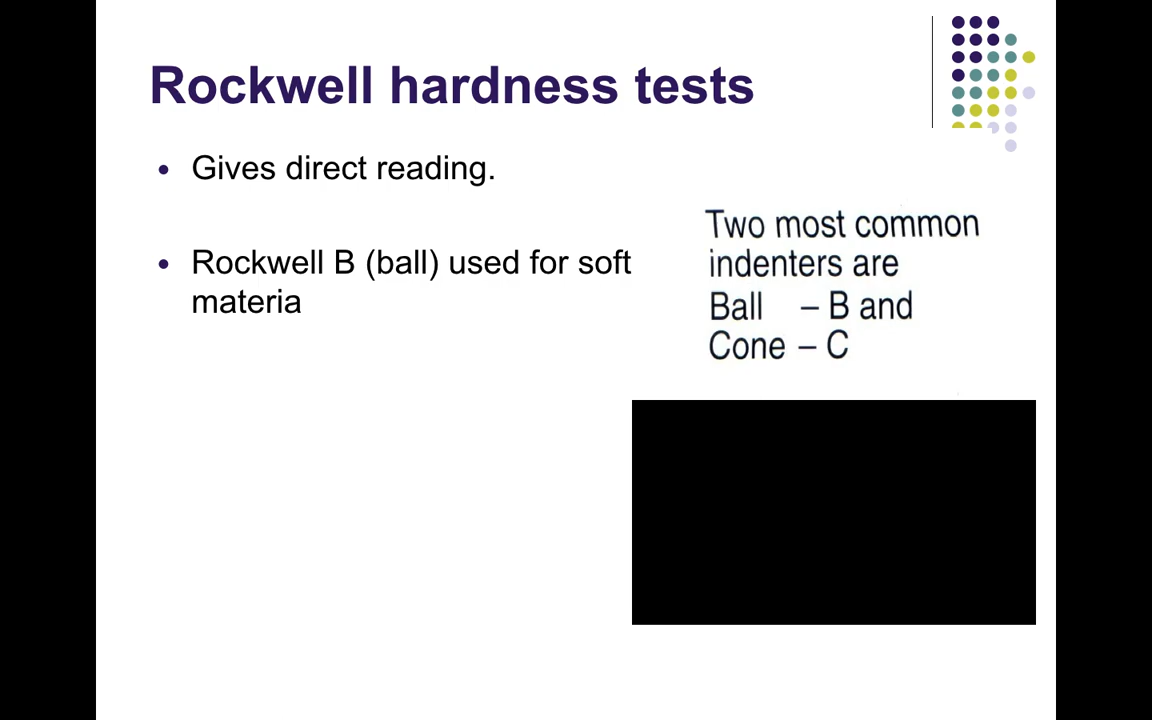 Rockwell hardness tests
Gives direct reading.
Rockwell B (ball) used for soft
materia
Two most common
indenters are
Ball – B and
Cone – C